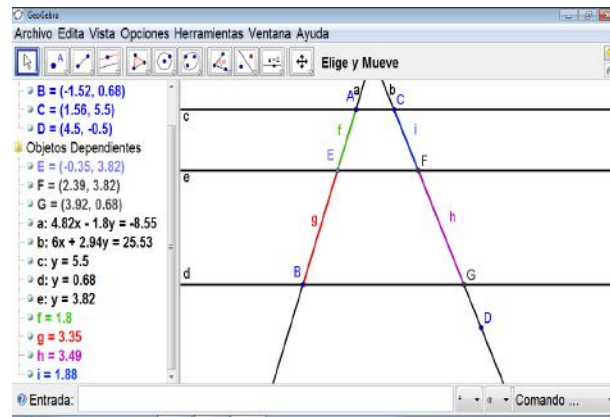 GeoGebra
Archivo Edita Vista Opciones Herramientas Ventana Ayuda
Elige y Mueve
B = (-1.52, 0.68)
C = (1.56, 5.5)
D = (4.5, -0.5)
Objetos Dependientes
E = (-0.35, 3.82)
F = (2.39, 3.82)
G = (3.92, 0.68)
a: 4.82x - 1.8y = -8.55
b: 6x + 2.94y = 25.53
c: y = 5.5
d: y = 0.68
e: y = 3.82
f = 1.8
g = 3.35
h = 3.49
i = 1.88
a b
A C
c
f i
E F
e
g h
B G
d
D
Entrada:
Comando ...